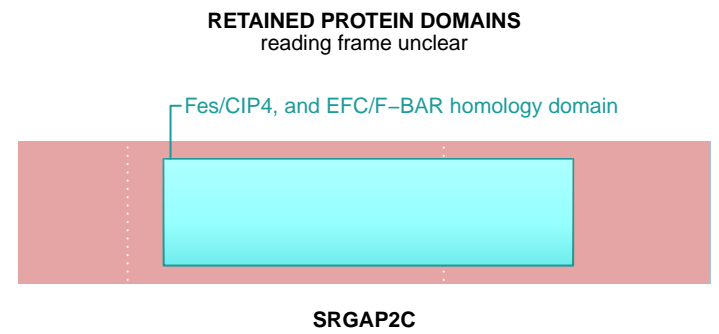 RETAINED PROTEIN DOMAINS
reading frame unclear
Fes/CIP4, and EFC/F−BAR homology domain
SRGAP2C